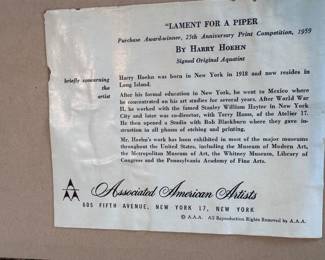 "LAMENT FOR A PIPER
Purchase Award-winner, 25th Anniversary Print Competition, 1959
BY HARRY HOEHN
Signed Original Aquatint
briefly concerning
the
artist
Harry Hoehn was born in New York in 1918 and now resides in
Long Island.
After his formal education in New York, he went to Mexico where
he concentrated on his art studies for several years. After World War
II, he worked with the famed Stanley William Hayter in New York
City and later was co-director, with Terry Haass, of the Atelier 17.
He then opened a Studio with Bob Blackburn where they gave in-
struction in all phases of etching and printing.
Mr. Hoehn's work has been exhibited in most of the major museums
throughout the United States, including the Museum of Modern Art,
the Metropolitan Museum of Art, the Whitney Museum, Library of
Congress and the Pennsylvania Academy of Fine Arts.
Associated American Artists
605 FIFTH AVENUE, NEW YORK 17, NEW YORK
© A.A.A. All Reproduction Rights Reserved by A.A.A.